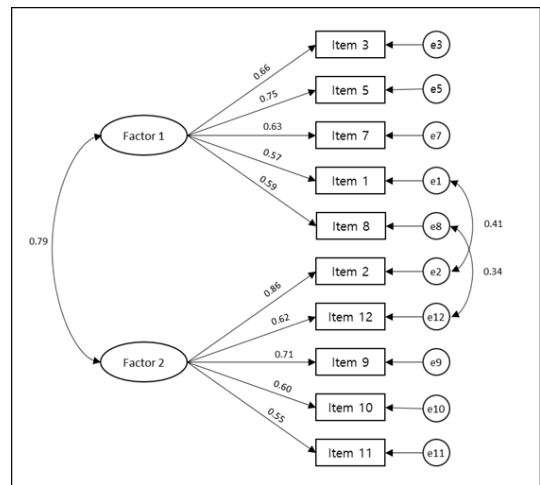 Item 3
e3
0.66
Item 5
e5
0.75
Item 7
e7
0.63
Factor 1
Item 1
e1
0.57
Item 8
e8
0.59
0.41
0.79
Item 2
e2
0.86
0.34
Item 12
e12
0.62
Factor 2
Item 9
e9
0.71
Item 10
e10
0.60
Item 11
e11
0.55